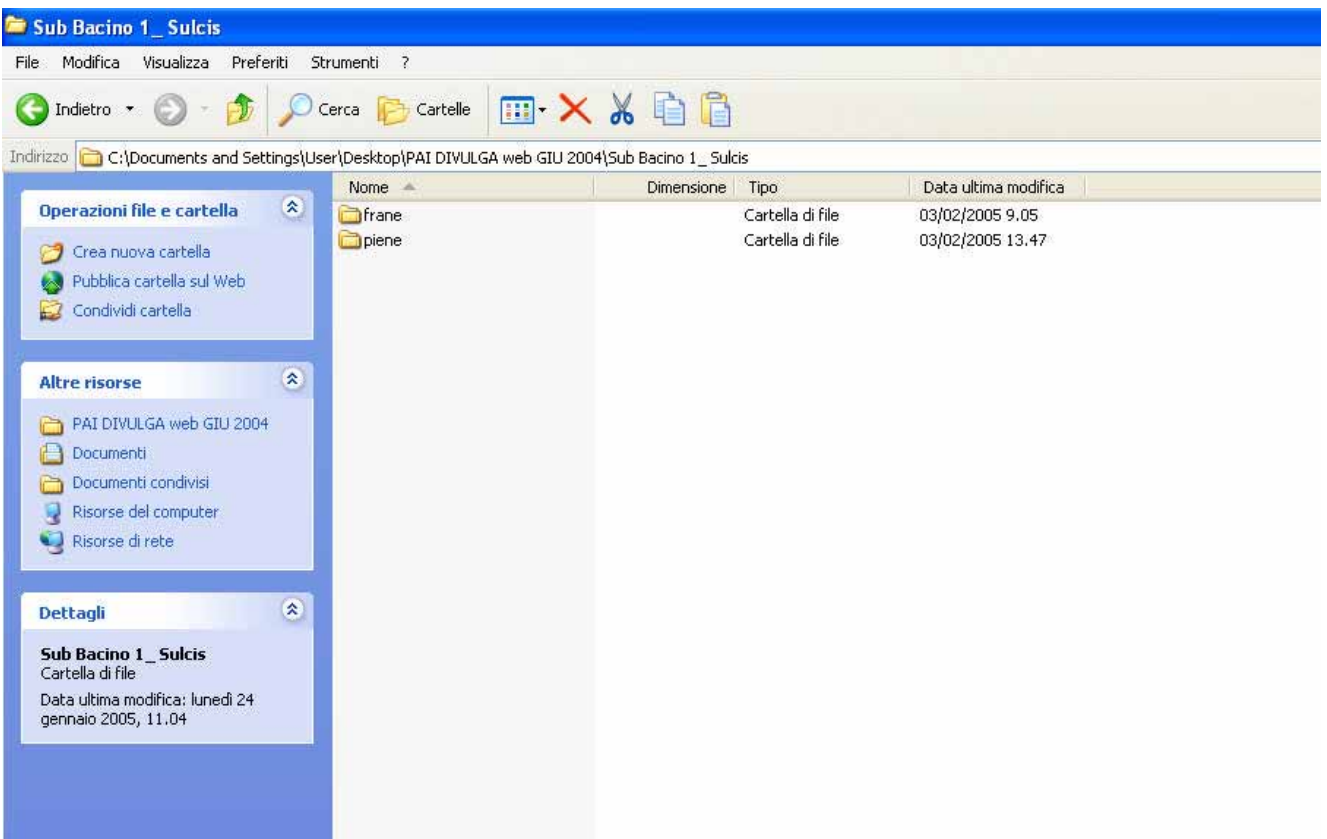 Sub Bacino 1_ Sulcis
File Modifica Visualizza Preferiti Strumenti ?
Indietro Cerca Cartelle
Indirizzo C:\Documents and Settings\User\Desktop\PAI DIVULGA web GIU 2004\Sub Bacino 1_ Sulcis
Nome Dimensione Tipo Data ultima modifica
frane Cartella di file 03/02/2005 9.05
piene Cartella di file 03/02/2005 13.47
Operazioni file e cartella
Crea nuova cartella
Pubblica cartella sul Web
Condividi cartella
Altre risorse
PAI DIVULGA web GIU 2004
Documenti
Documenti condivisi
Risorse del computer
Risorse di rete
Dettagli
Sub Bacino 1_ Sulcis
Cartella di file
Data ultima modifica: lunedì 24
gennaio 2005, 11.04